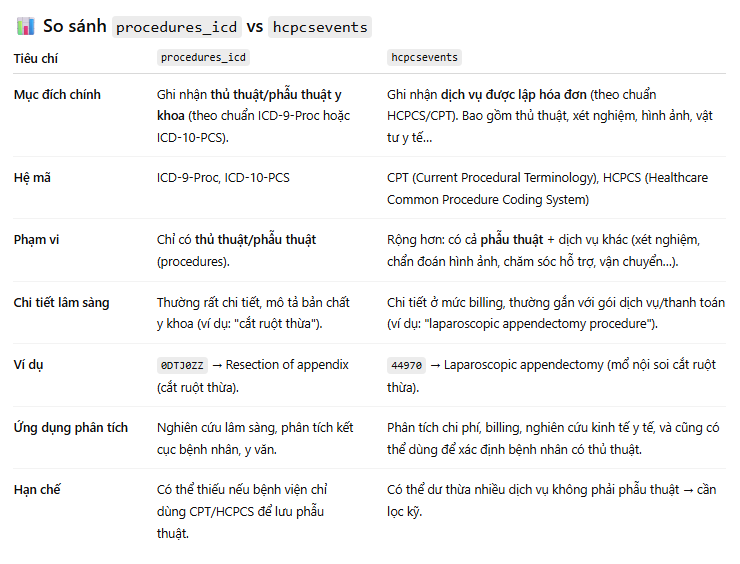 📊 So sánh procedures_icd vs hcpcsevents
Tiêu chí procedures_icd hcpcsevents
Mục đích chính Ghi nhận thủ thuật/phẫu thuật y Ghi nhận dịch vụ được lập hóa đơn (theo chuẩn
khoa (theo chuẩn ICD-9-Proc hoặc HCPCS/CPT). Bao gồm thủ thuật, xét nghiệm, hình ảnh, vật
ICD-10-PCS). tư y tế…
Hệ mã ICD-9-Proc, ICD-10-PCS CPT (Current Procedural Terminology), HCPCS (Healthcare
Common Procedure Coding System)
Phạm vi Chỉ có thủ thuật/phẫu thuật Rộng hơn: có cả phẫu thuật + dịch vụ khác (xét nghiệm,
(procedures). chẩn đoán hình ảnh, chăm sóc hỗ trợ, vận chuyển…).
Chi tiết lâm sàng Thường rất chi tiết, mô tả bản chất Chi tiết ở mức billing, thường gắn với gói dịch vụ/thanh toán
y khoa (ví dụ: "cắt ruột thừa"). (ví dụ: "laparoscopic appendectomy procedure").
Ví dụ 0DTJ0ZZ → Resection of appendix 44970 → Laparoscopic appendectomy (mổ nội soi cắt ruột
(cắt ruột thừa). thừa).
Ứng dụng phân tích Nghiên cứu lâm sàng, phân tích kết Phân tích chi phí, billing, nghiên cứu kinh tế y tế, và cũng có
cục bệnh nhân, y văn. thể dùng để xác định bệnh nhân có thủ thuật.
Hạn chế Có thể thiếu nếu bệnh viện chỉ Có thể dư thừa nhiều dịch vụ không phải phẫu thuật → cần
dùng CPT/HCPCS để lưu phẫu lọc kỹ.
thuật.